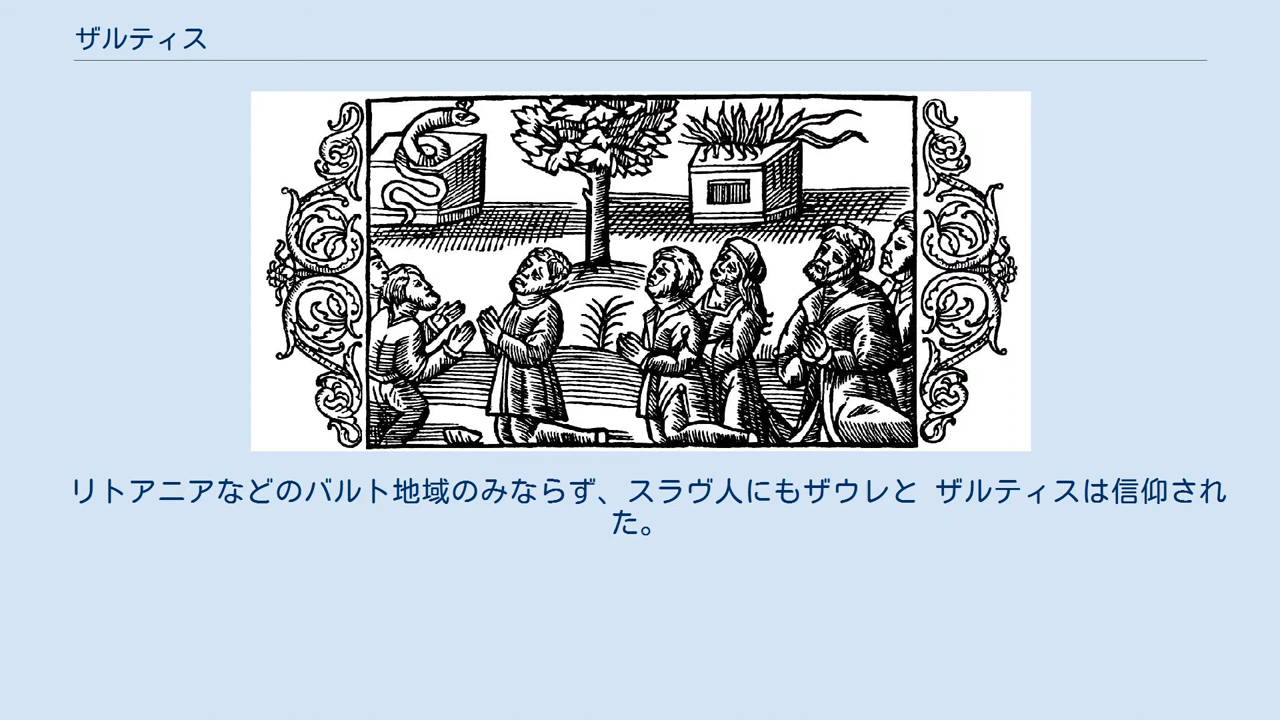 ザルティス
リトアニアなどのバルト地域のみならず、スラヴ人にもザウレと ザルティスは信仰され
た。